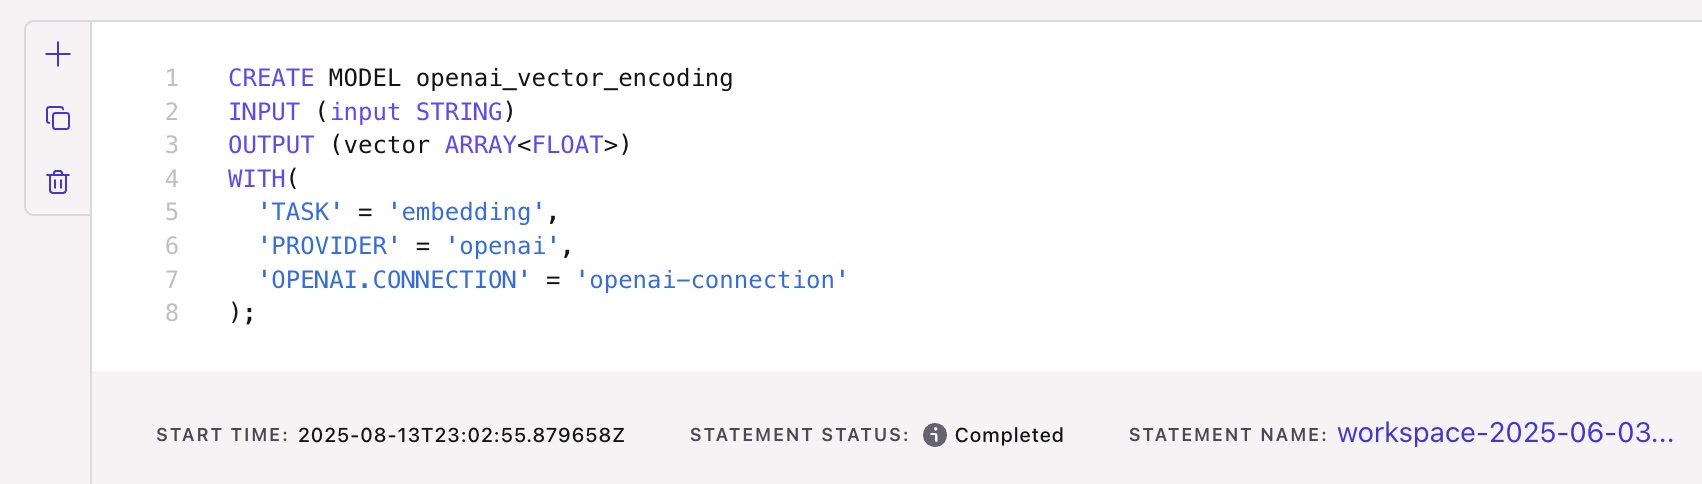 1 CREATE MODEL openai_vector_encoding
2 INPUT (input STRING)
3 OUTPUT (vector ARRAY<FLOAT>)
4 WITH(
5   'TASK' = 'embedding',
6   'PROVIDER' = 'openai',
7   'OPENAI.CONNECTION' = 'openai-connection'
8 );
START TIME: 2025-08-13T23:02:55.879658Z STATEMENT STATUS: Completed STATEMENT NAME: workspace-2025-06-03...